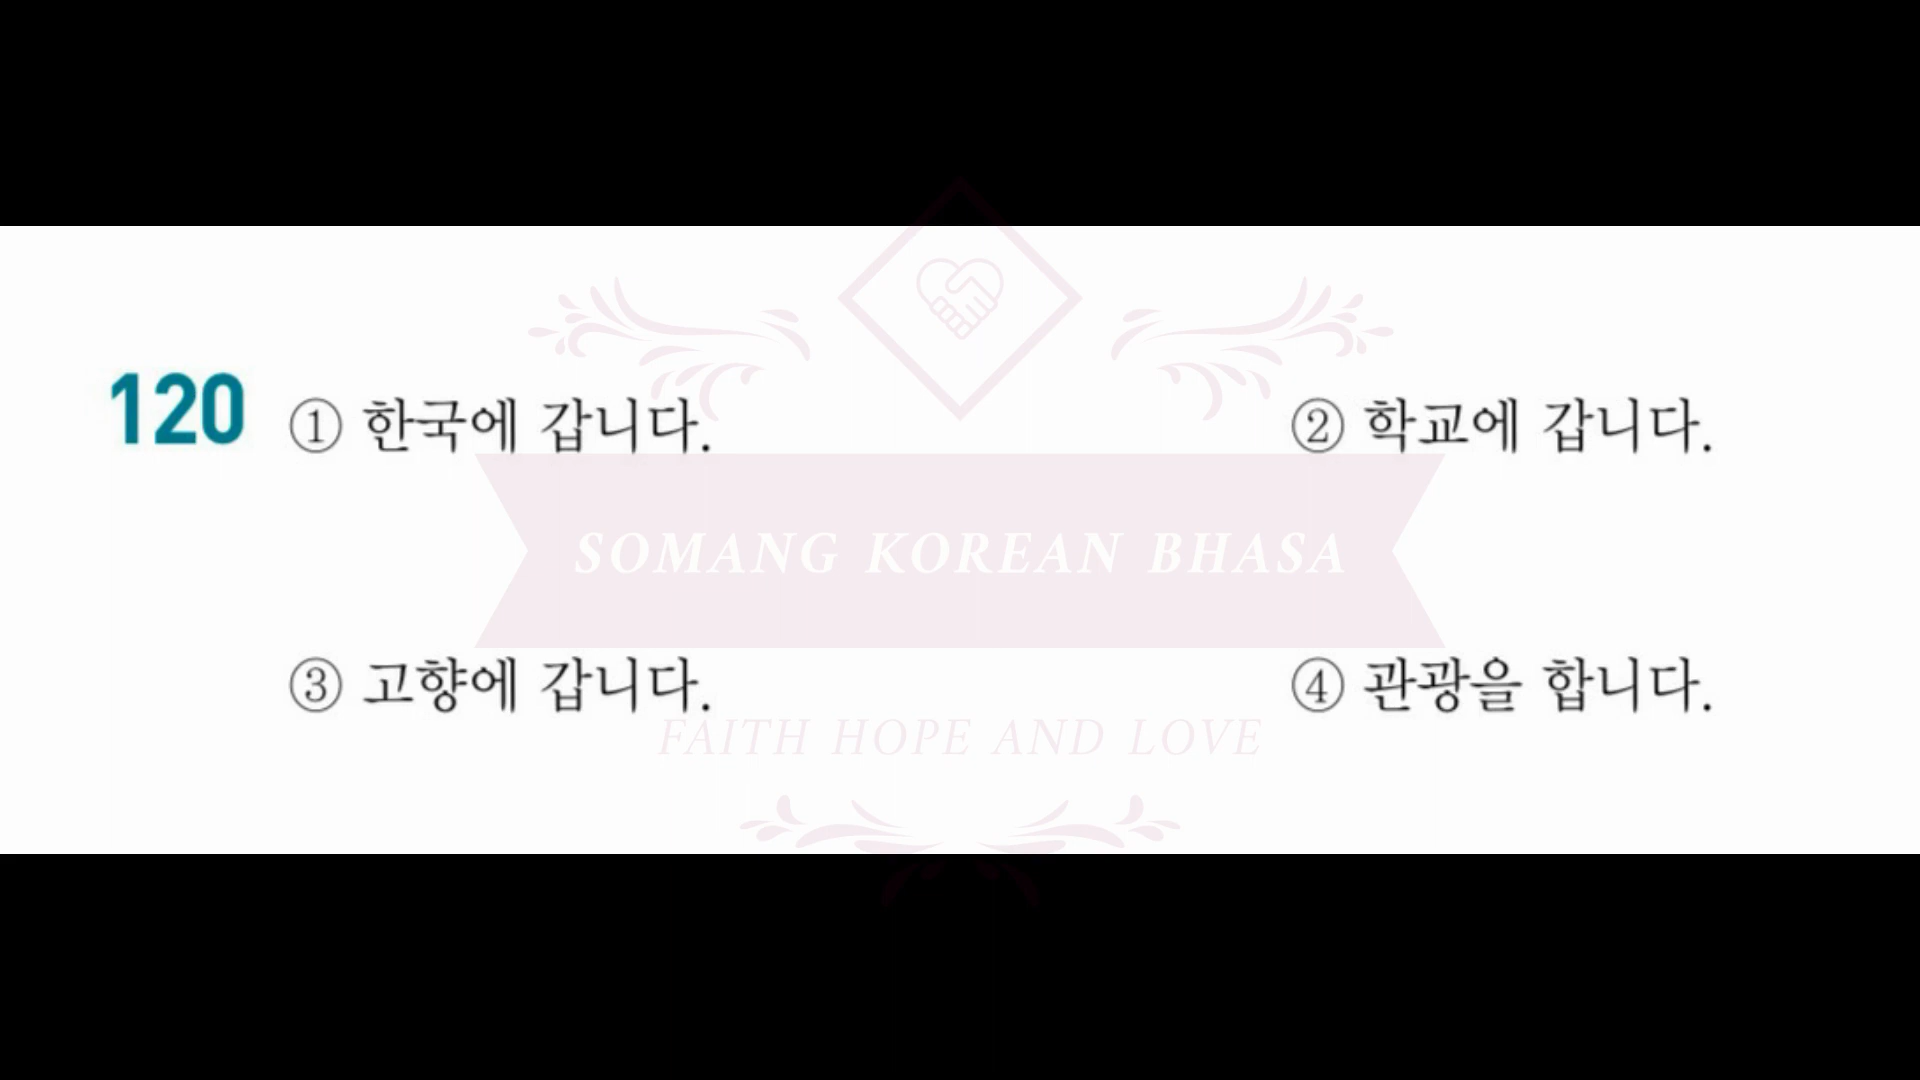 120 ① 한국에 갑니다. ② 학교에 갑니다.
SOMANG KOREAN BHASA
③ 고향에 갑니다. ④ 관광을 합니다.
FAITH HOPE AND LOVE